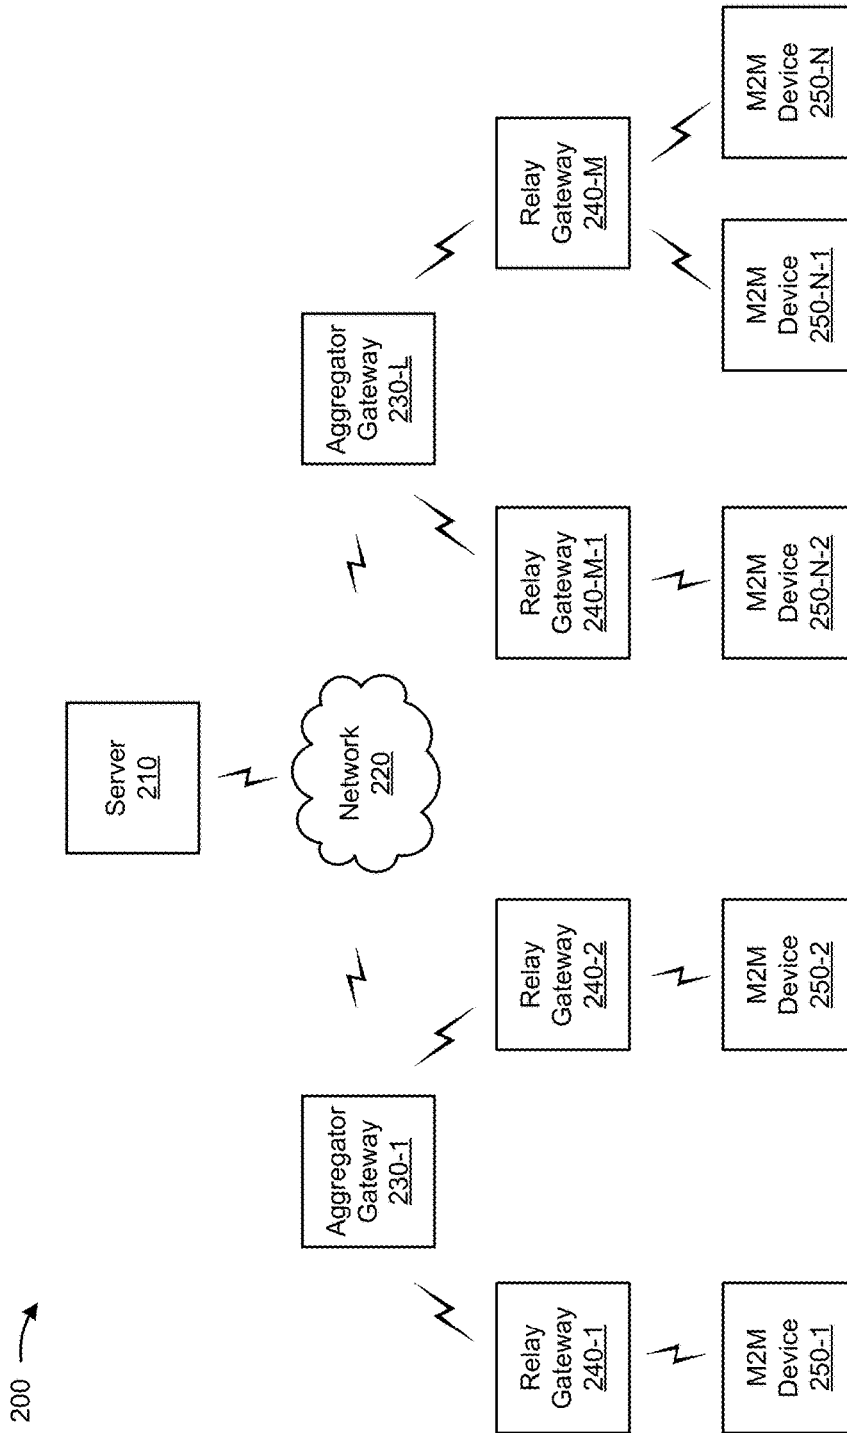 200
Server
210
Network
220
Aggregator
Gateway
230-1
Aggregator
Gateway
230-L
Relay
Gateway
240-1
Relay
Gateway
240-2
Relay
Gateway
240-M-1
Relay
Gateway
240-M
M2M
Device
250-1
M2M
Device
250-2
M2M
Device
250-N-2
M2M
Device
250-N-1
M2M
Device
250-N